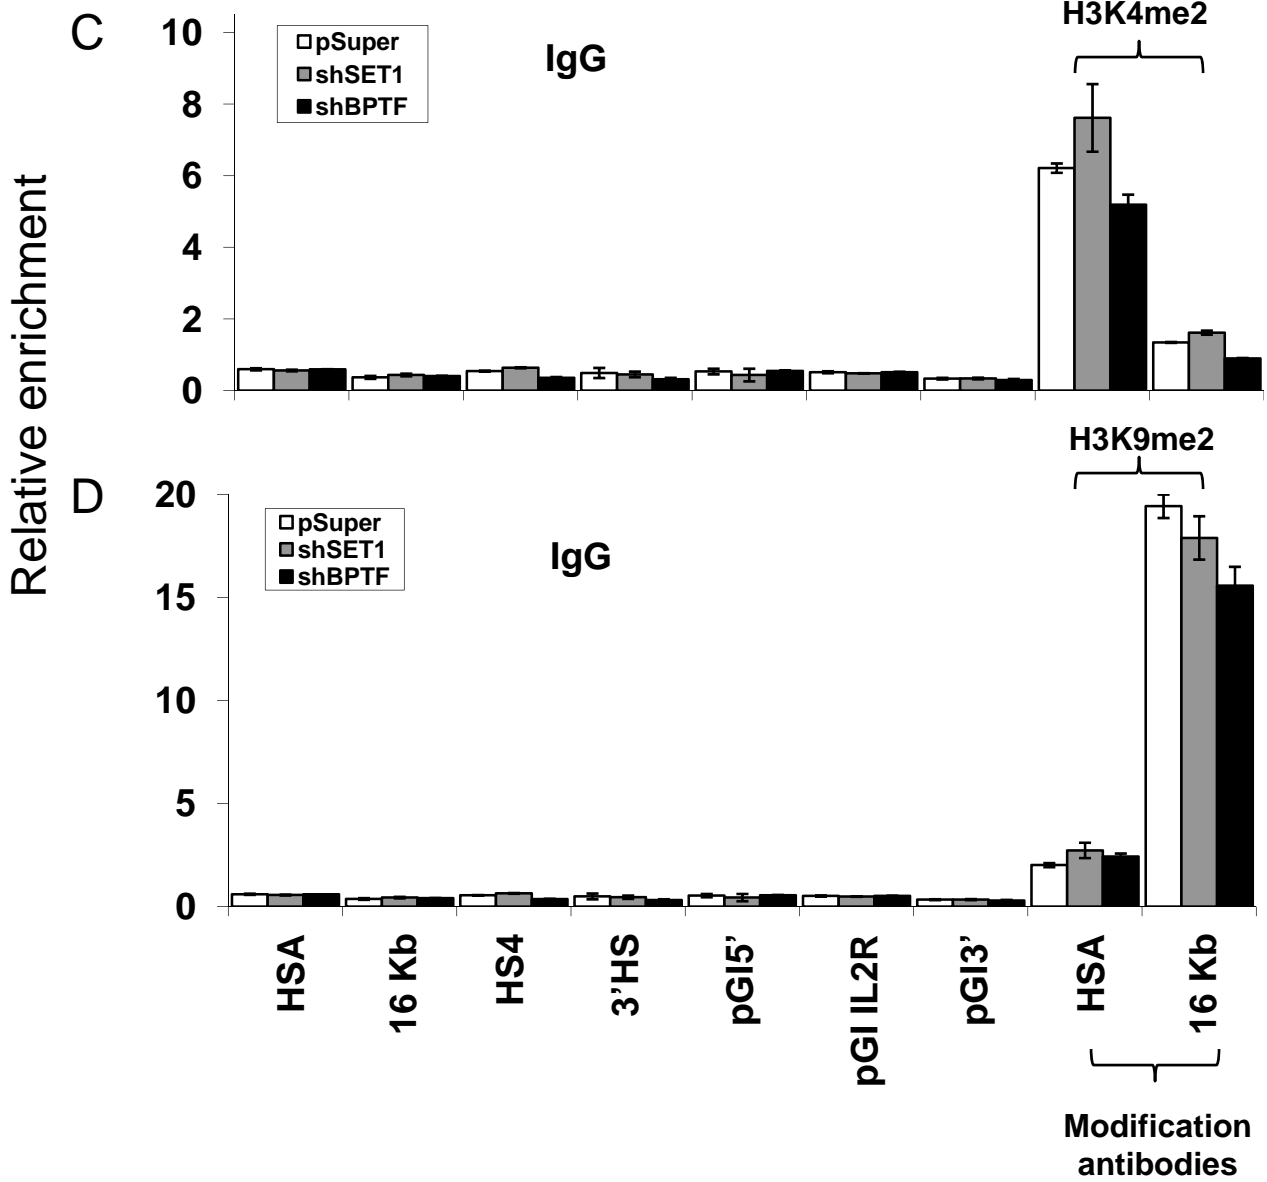 C
H3K4me2
IgG
pSuper
shSET1
shBPTF
10
8
6
4
2
0
Relative enrichment
D
H3K9me2
IgG
pSuper
shSET1
shBPTF
20
15
10
5
0
HSA
16 Kb
HS4
3’HS
pGI5’
pGI IL2R
pGI3’
HSA
16 Kb
Modification
antibodies